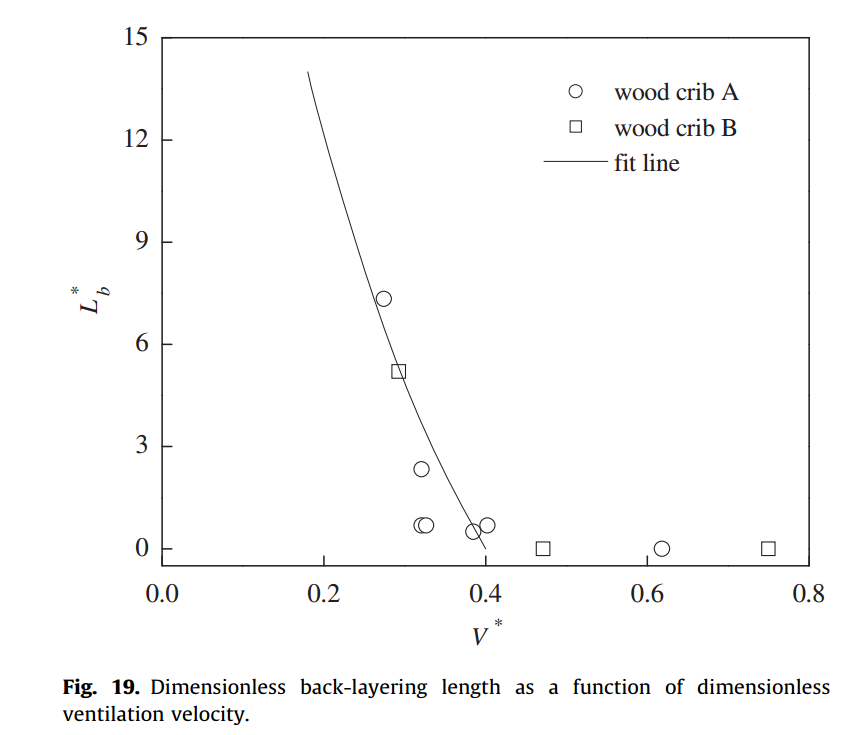 15
12
9
6
3
0
L*b
wood crib A
wood crib B
fit line
0.0 0.2 0.4 0.6 0.8
V*
Fig. 19. Dimensionless back-layering length as a function of dimensionless
ventilation velocity.